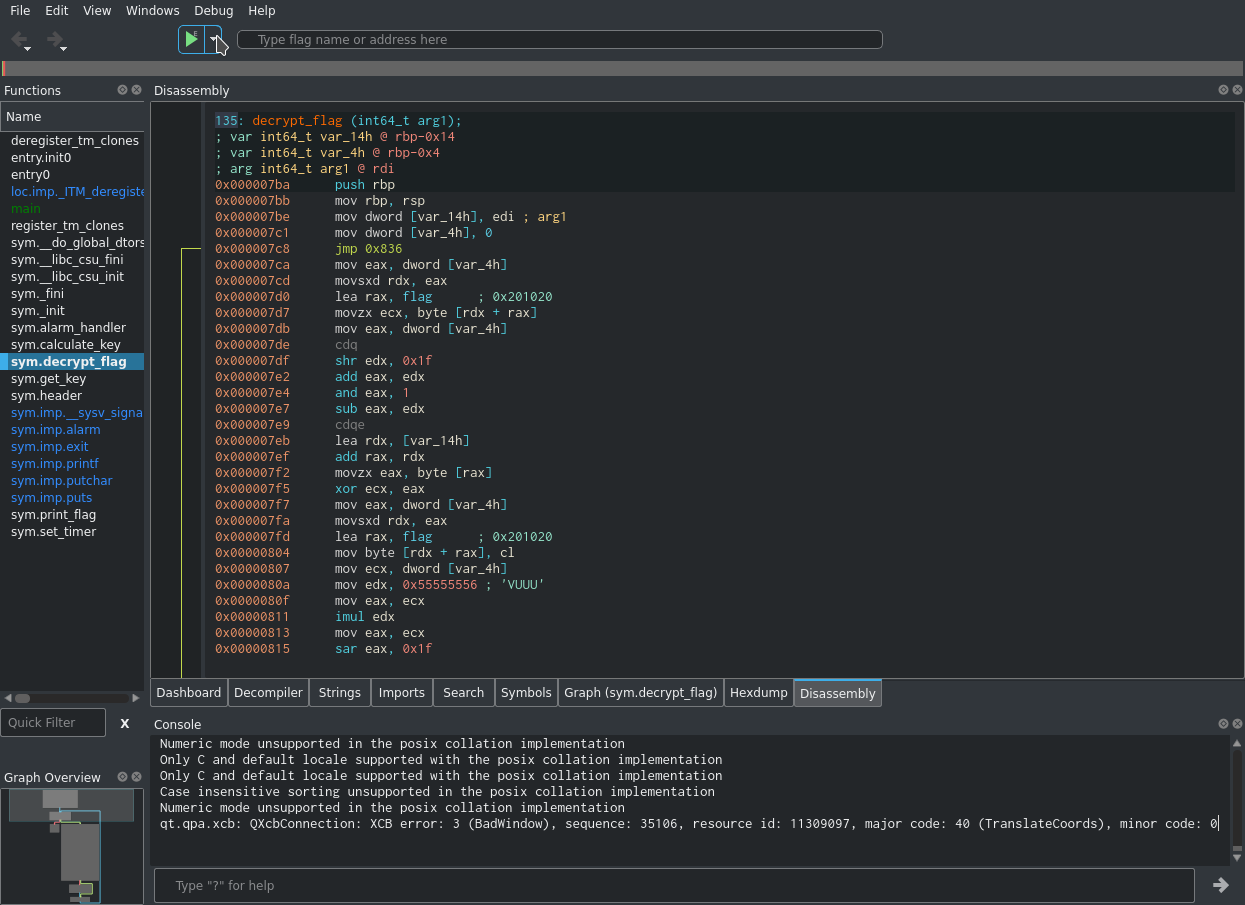 File Edit View Windows Debug Help
Type flag name or address here
Functions
Name
deregister_tm_clones
entry.init0
entry0
loc.imp._ITM_deregiste
main
register_tm_clones
sym.__do_global_dtors
sym.__libc_csu_fini
sym.__libc_csu_init
sym._fini
sym._init
sym.alarm_handler
sym.calculate_key
sym.decrypt_flag
sym.get_key
sym.header
sym.imp.__sysv_signa
sym.imp.alarm
sym.imp.exit
sym.imp.printf
sym.imp.putchar
sym.imp.puts
sym.print_flag
sym.set_timer
Quick Filter X
Graph Overview
Disassembly
135: decrypt_flag (int64_t arg1);
; var int64_t var_14h @ rbp-0x14
; var int64_t var_4h @ rbp-0x4
; arg int64_t arg1 @ rdi
0x000007ba push rbp
0x000007bb mov rbp, rsp
0x000007be mov dword [var_14h], edi ; arg1
0x000007c1 mov dword [var_4h], 0
0x000007c8 jmp 0x836
0x000007ca mov eax, dword [var_4h]
0x000007cd movsxd rdx, eax
0x000007d0 lea rax, flag ; 0x201020
0x000007d7 movzx ecx, byte [rdx + rax]
0x000007db mov eax, dword [var_4h]
0x000007de cdq
0x000007df shr edx, 0x1f
0x000007e2 add eax, edx
0x000007e4 and eax, 1
0x000007e7 sub eax, edx
0x000007e9 cdqe
0x000007eb lea rdx, [var_14h]
0x000007ef add rax, rdx
0x000007f2 movzx eax, byte [rax]
0x000007f5 xor ecx, eax
0x000007f7 mov eax, dword [var_4h]
0x000007fa movsxd rdx, eax
0x000007fd lea rax, flag ; 0x201020
0x00000804 mov byte [rdx + rax], cl
0x00000807 mov ecx, dword [var_4h]
0x0000080a mov edx, 0x55555556 ; 'VUUU'
0x0000080f mov eax, ecx
0x00000811 imul edx
0x00000813 mov eax, ecx
0x00000815 sar eax, 0x1f
Dashboard Decompiler Strings Imports Search Symbols Graph (sym.decrypt_flag) Hexdump Disassembly
Console
Numeric mode unsupported in the posix collation implementation
Only C and default locale supported with the posix collation implementation
Only C and default locale supported with the posix collation implementation
Case insensitive sorting unsupported in the posix collation implementation
Numeric mode unsupported in the posix collation implementation
qt.qpa.xcb: QXcbConnection: XCB error: 3 (BadWindow), sequence: 35106, resource id: 11309097, major code: 40 (TranslateCoords), minor code: 0
Type "?" for help